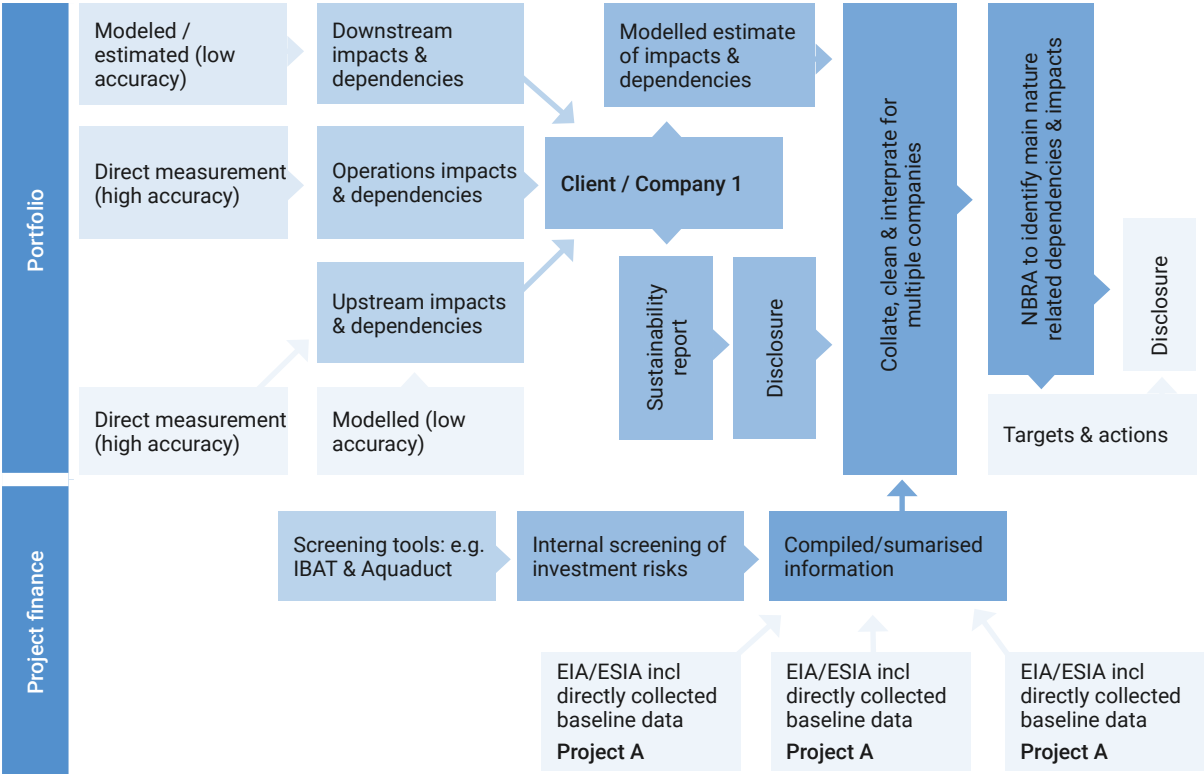 Portfolio
Modeled /
estimated (low
accuracy)
Downstream
impacts &
dependencies
Modelled estimate
of impacts &
dependencies
Direct measurement
(high accuracy)
Operations impacts
& dependencies
Client / Company 1
Upstream impacts
& dependencies
Direct measurement
(high accuracy)
Modelled (low
accuracy)
Sustainability
report
Disclosure
Collate, clean & interprate for
multiple companies
NBRA to identify main nature
related dependencies & impacts
Disclosure
Targets & actions
Project finance
Screening tools: e.g.
IBAT & Aquaduct
Internal screening of
investment risks
Compiled/sumarised
information
EIA/ESIA incl
directly collected
baseline data
Project A
EIA/ESIA incl
directly collected
baseline data
Project A
EIA/ESIA incl
directly collected
baseline data
Project A